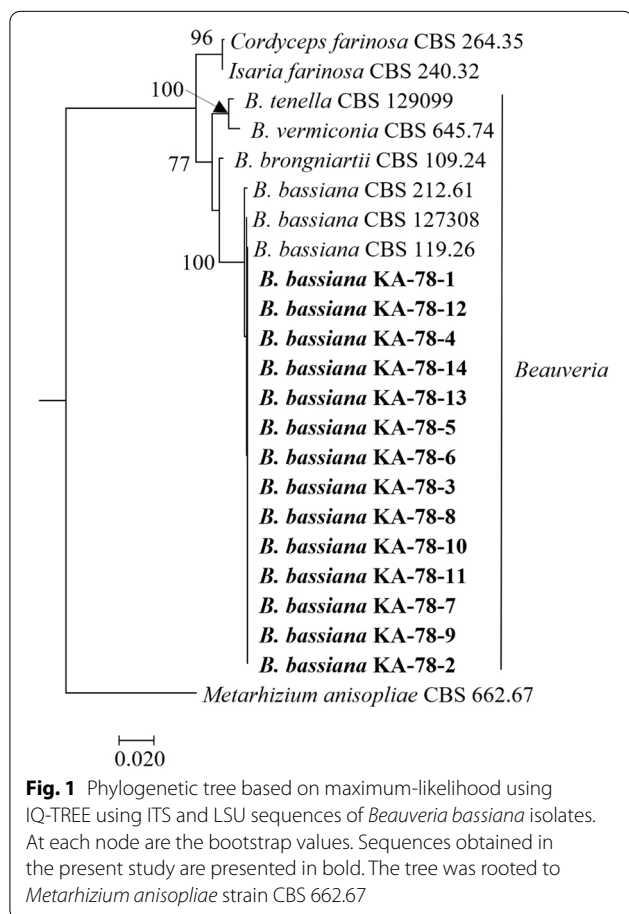 96
Cordyceps farinosa CBS 264.35
Isaria farinosa CBS 240.32
100
B. tenella CBS 129099
B. vermiconia CBS 645.74
77
B. brongniartii CBS 109.24
B. bassiana CBS 212.61
B. bassiana CBS 127308
B. bassiana CBS 119.26
100
B. bassiana KA-78-1
B. bassiana KA-78-12
B. bassiana KA-78-4
B. bassiana KA-78-14
B. bassiana KA-78-13
B. bassiana KA-78-5
B. bassiana KA-78-6
B. bassiana KA-78-3
B. bassiana KA-78-8
B. bassiana KA-78-10
B. bassiana KA-78-11
B. bassiana KA-78-7
B. bassiana KA-78-9
B. bassiana KA-78-2
Beauveria
Metarhizium anisopliae CBS 662.67
0.020
Fig. 1 Phylogenetic tree based on maximum-likelihood using
IQ-TREE using ITS and LSU sequences of Beauveria bassiana isolates.
At each node are the bootstrap values. Sequences obtained in
the present study are presented in bold. The tree was rooted to
Metarhizium anisopliae strain CBS 662.67